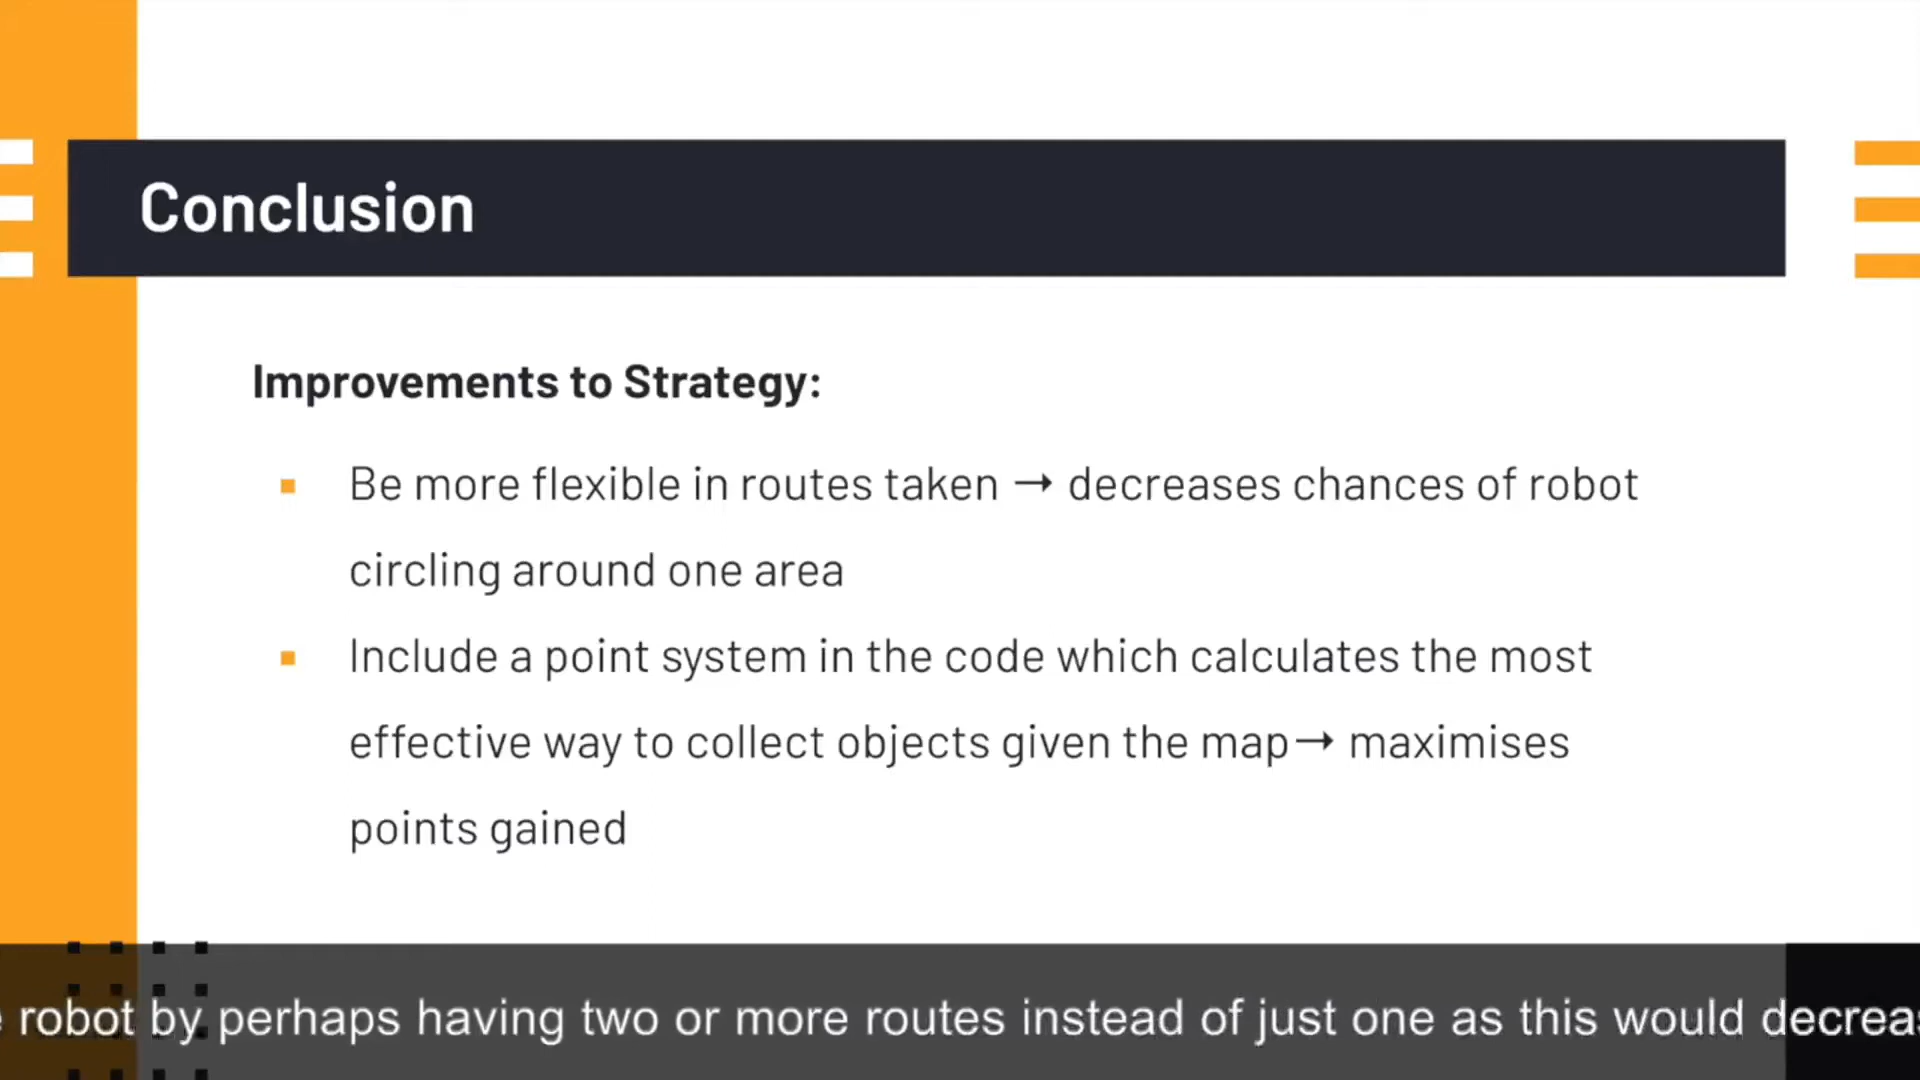 Conclusion
Improvements to Strategy:
Be more flexible in routes taken → decreases chances of robot
circling around one area
Include a point system in the code which calculates the most
effective way to collect objects given the map→ maximises
points gained
robot by perhaps having two or more routes instead of just one as this would